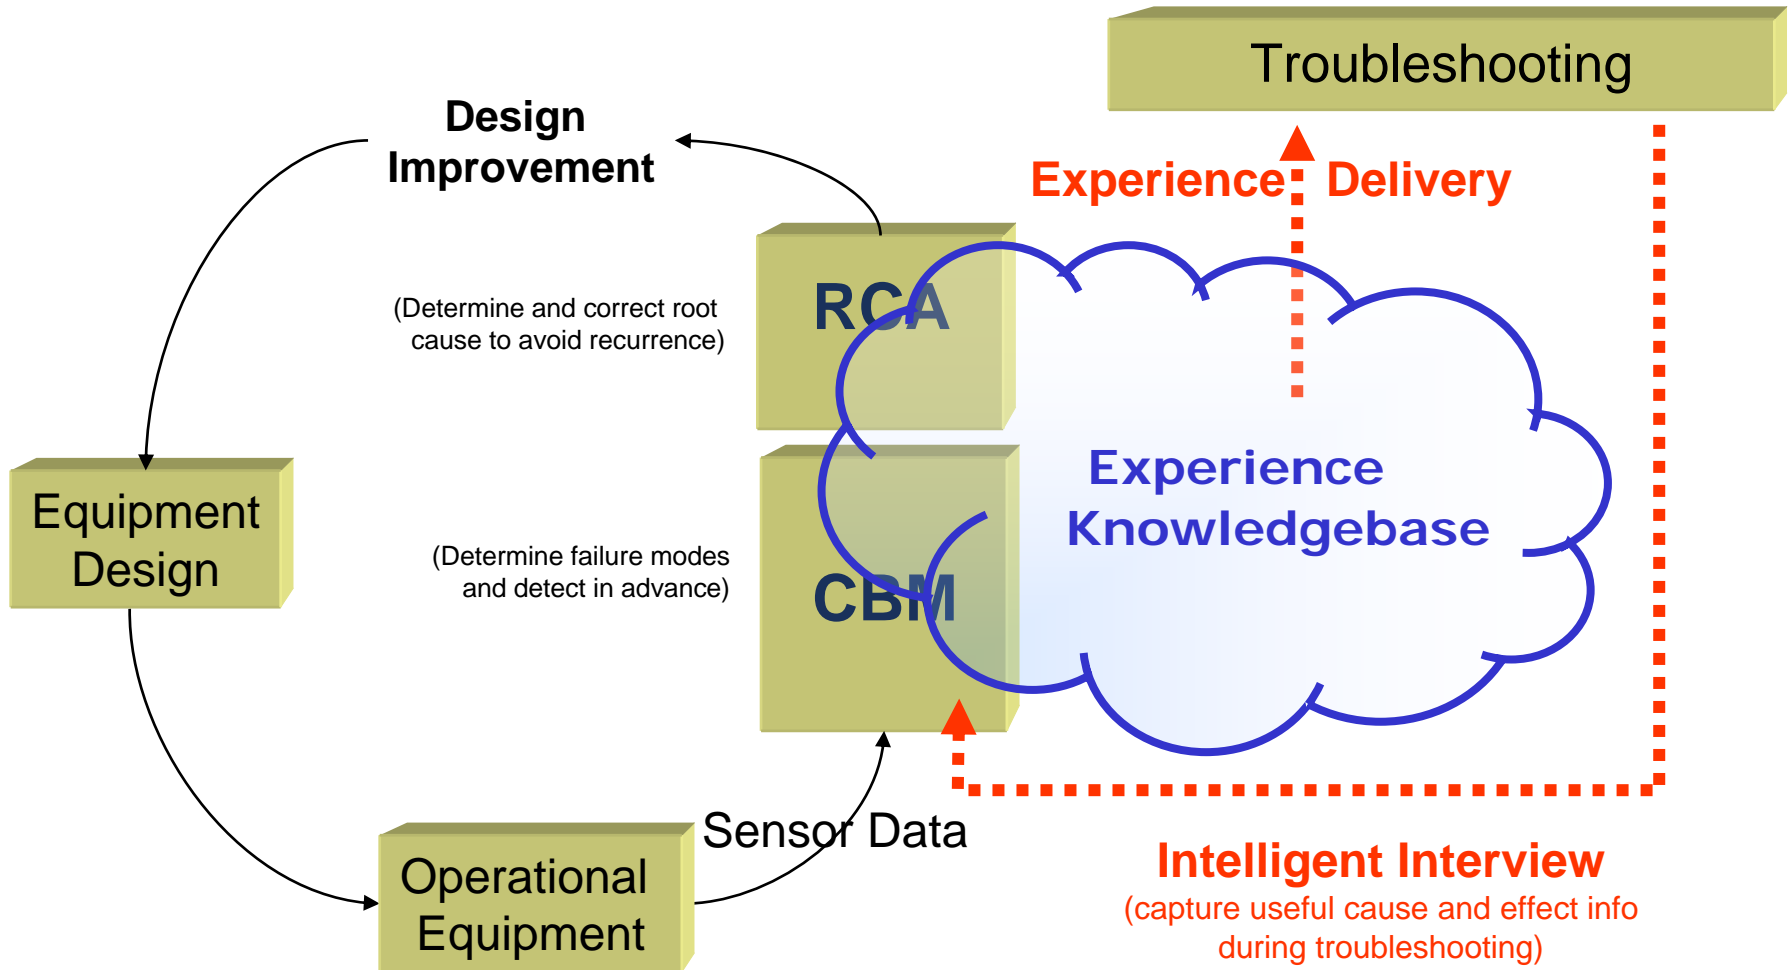 Troubleshooting
Design
Improvement
Experience Delivery
RCA
(Determine and correct root
cause to avoid recurrence)
Experience
Knowledgebase
Equipment
Design
(Determine failure modes
and detect in advance)
CBM
Sensor Data
Operational
Equipment
Intelligent Interview
(capture useful cause and effect info
during troubleshooting)